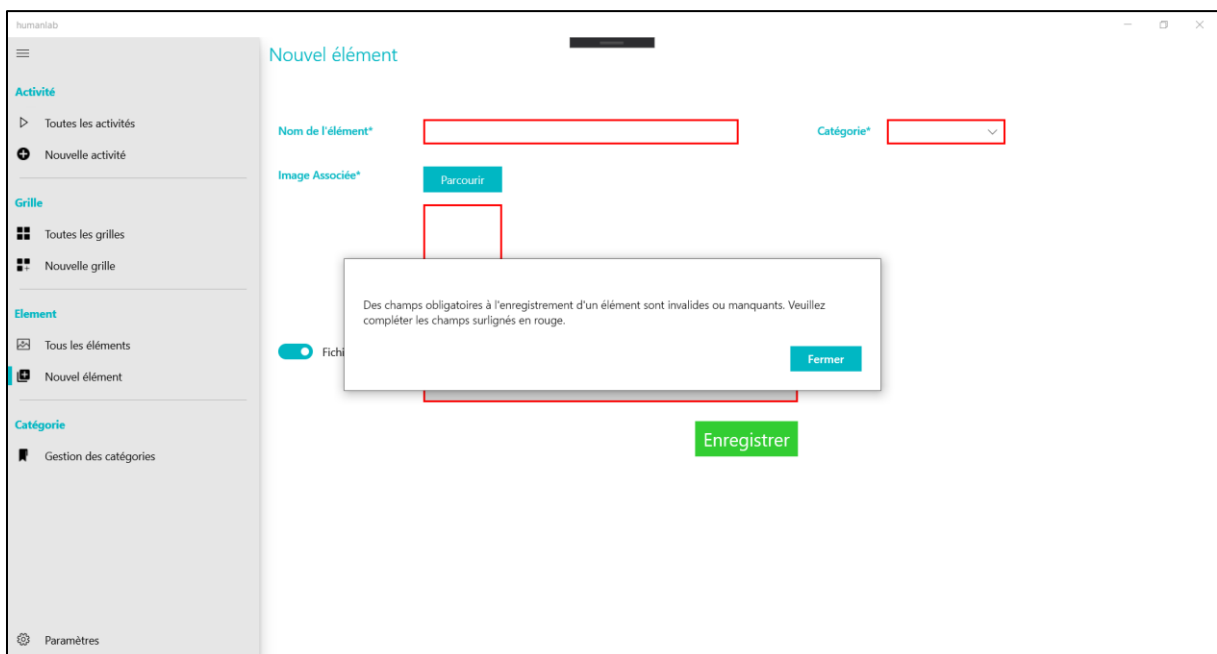 humanlab
Nouvel élément
Activité
Toutes les activités
Nouvelle activité
Grille
Toutes les grilles
Nouvelle grille
Element
Tous les éléments
Nouvel élément
Catégorie
Gestion des catégories
Paramètres
Nom de l'élément*
Catégorie*
Image Associée*
Parcourir
Des champs obligatoires à l'enregistrement d'un élément sont invalides ou manquants. Veuillez
compléter les champs surlignés en rouge.
Fermer
Fichi
Enregistrer